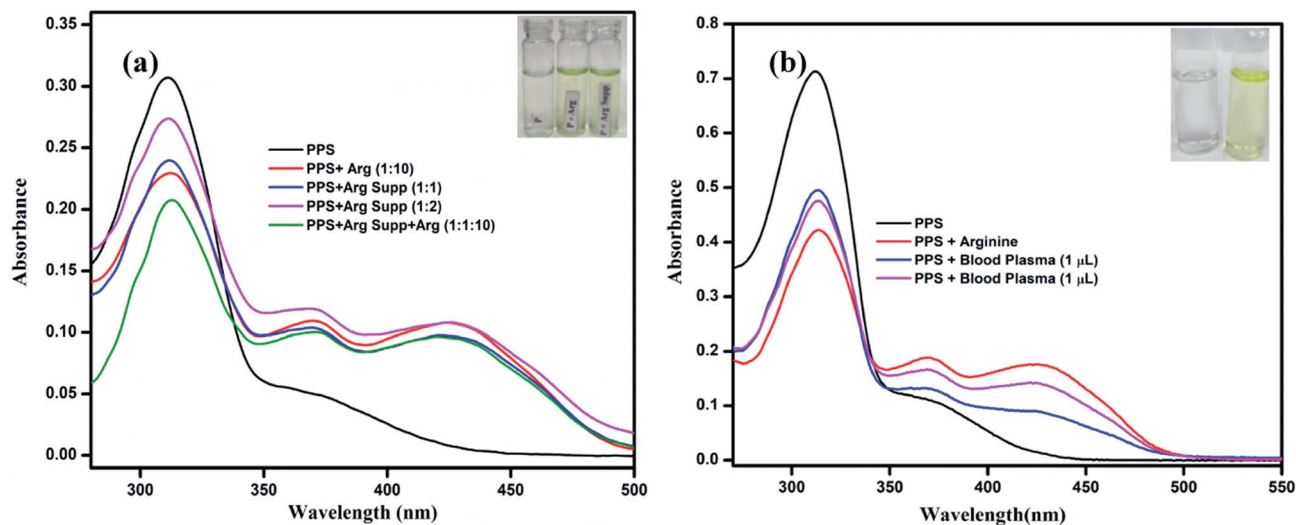 (a)
P
P + Arg
P + Arg Supp
PPS
PPS+ Arg (1:10)
PPS+Arg Supp (1:1)
PPS+Arg Supp (1:2)
PPS+Arg Supp+Arg (1:1:10)
Absorbance
0.35
0.30
0.25
0.20
0.15
0.10
0.05
0.00
300 350 400 450 500
Wavelength (nm)
(b)
PPS
PPS + Arginine
PPS + Blood Plasma (1 μL)
PPS + Blood Plasma (1 μL)
Absorbance
0.8
0.7
0.6
0.5
0.4
0.3
0.2
0.1
0.0
300 350 400 450 500 550
Wavelength(nm)